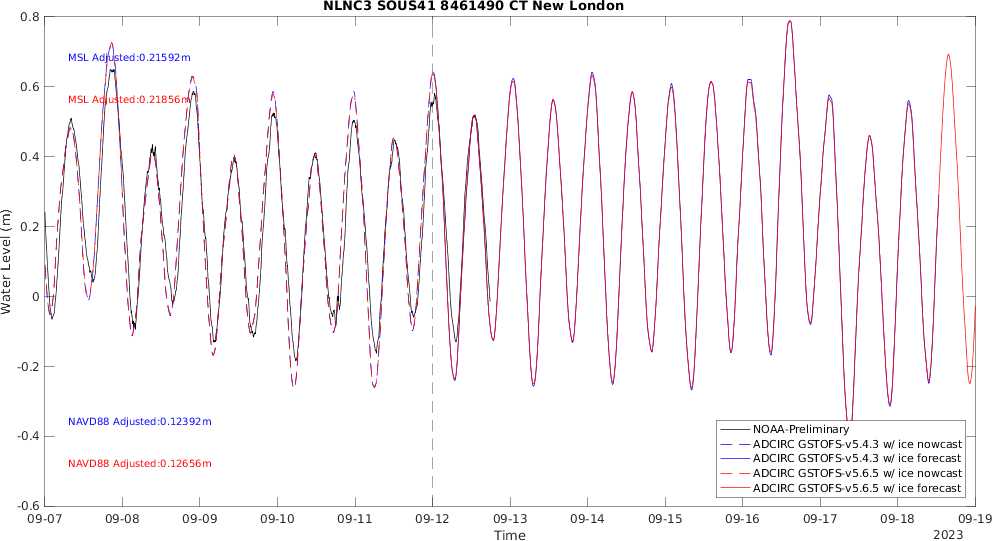 NLNC3 SOUS41 8461490 CT New London
0.8
0.6
0.4
0.2
0
-0.2
-0.4
-0.6
Water Level (m)
MSL Adjusted:0.21592m
MSL Adjusted:0.21856m
NAVD88 Adjusted:0.12392m
NAVD88 Adjusted:0.12656m
NOAA-Preliminary
ADCIRC GSTOFS-v5.4.3 w/ ice nowcast
ADCIRC GSTOFS-v5.4.3 w/ ice forecast
ADCIRC GSTOFS-v5.6.5 w/ ice nowcast
ADCIRC GSTOFS-v5.6.5 w/ ice forecast
09-07 09-08 09-09 09-10 09-11 09-12 09-13 09-14 09-15 09-16 09-17 09-18 09-19
Time
2023